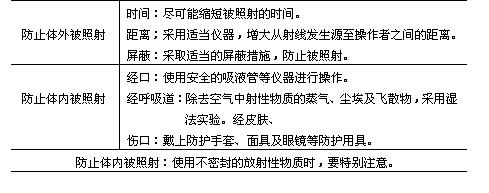 防止体外被照射
时间：尽可能缩短被照射的时间。
距离；采用适当仪器，增大从射线发生源至操作者之间的距离。
屏蔽：采取适当的屏蔽措施，防止被照射。
防止体内被照射
经口：使用安全的吸液管等仪器进行操作。
经呼吸道：除去空气中射性物质的蒸气、尘埃及飞散物，采用湿
法实验。经皮肤、
伤口：戴上防护手套、面具及眼镜等防护用具。
防止体内被照射：使用不密封的放射性物质时，要特别注意。